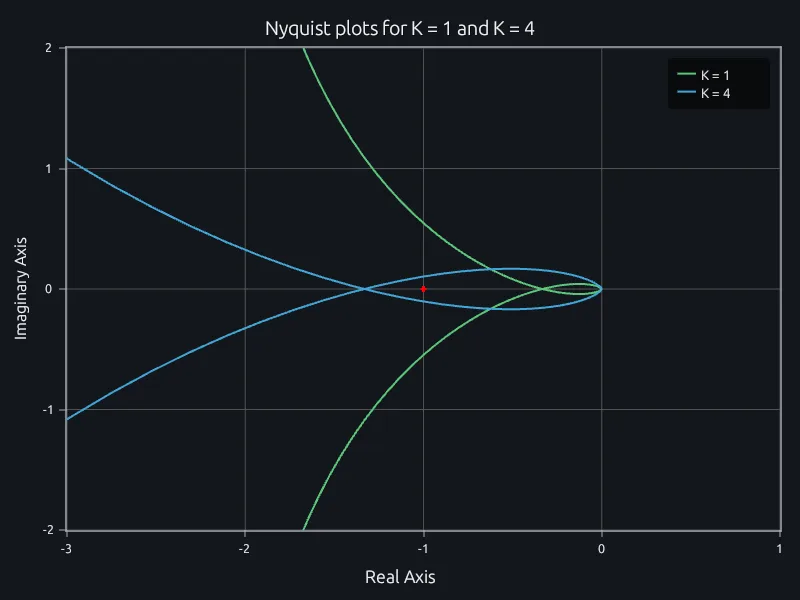 Nyquist plots for K = 1 and K = 4
K = 1
K = 4
2
1
0
-1
-2
Imaginary Axis
-3
-2
-1
0
1
Real Axis